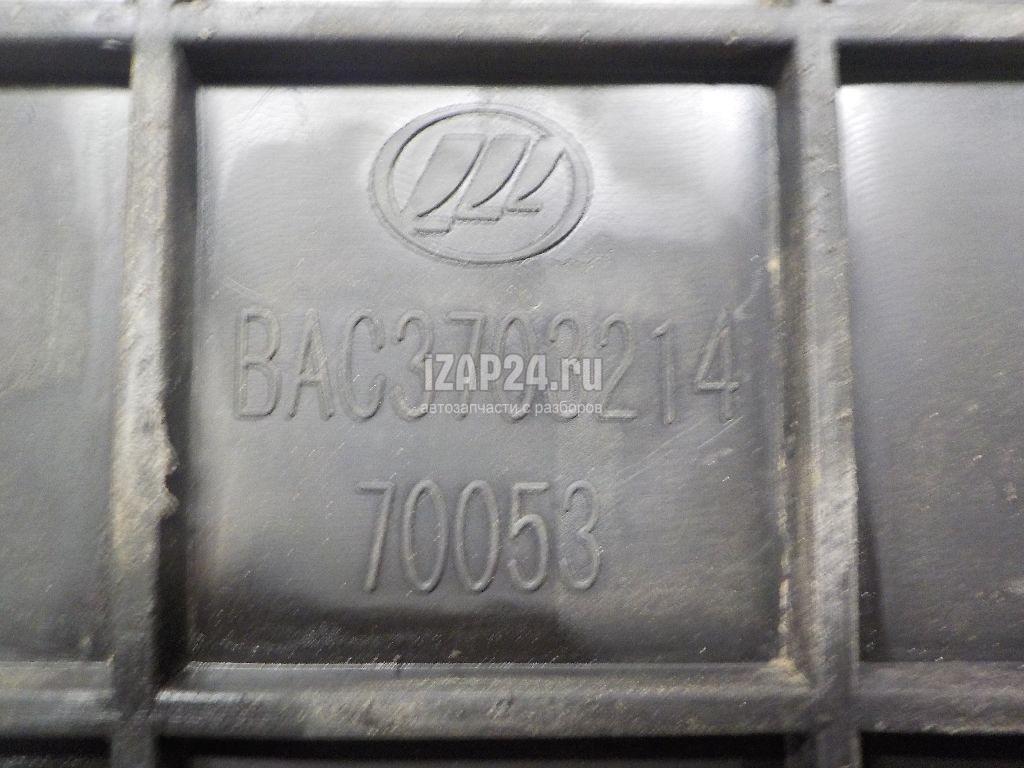 BAC3703214
iZAP24.ru
автозапчасти с разборов
70053